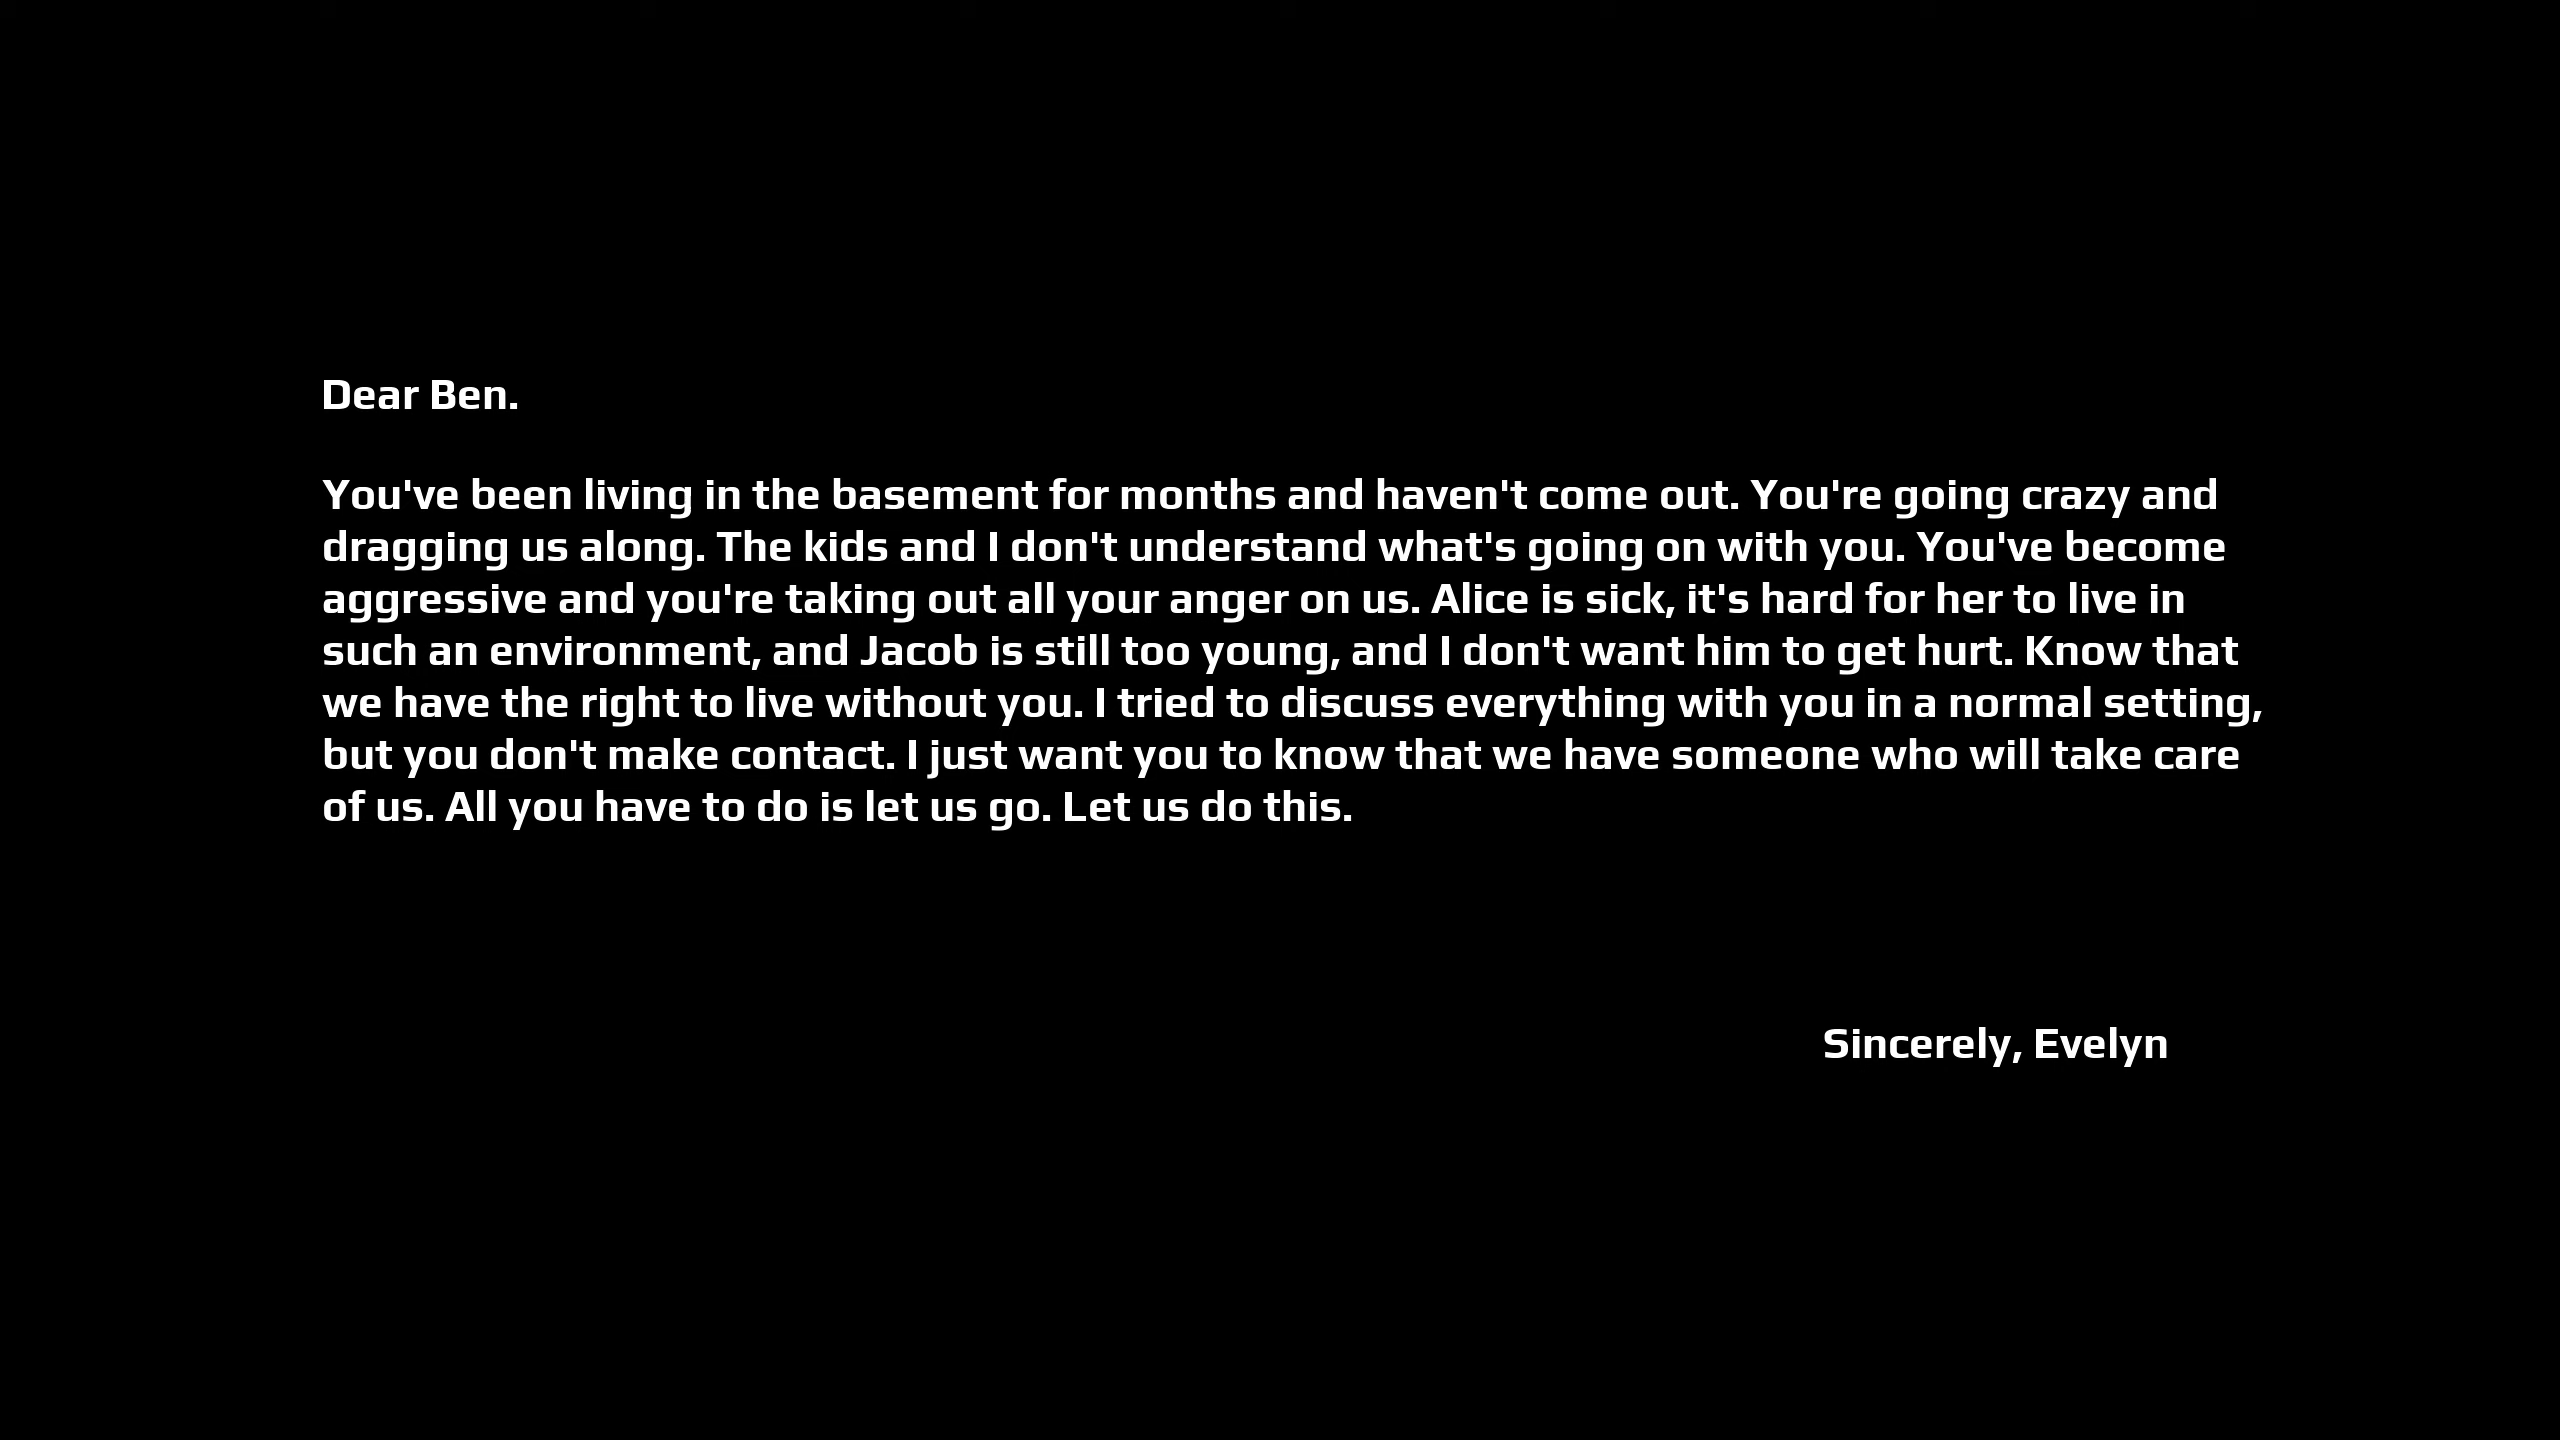 Dear Ben.
You've been living in the basement for months and haven't come out. You're going crazy and
dragging us along. The kids and I don't understand what's going on with you. You've become
aggressive and you're taking out all your anger on us. Alice is sick, it's hard for her to live in
such an environment, and Jacob is still too young, and I don't want him to get hurt. Know that
we have the right to live without you. I tried to discuss everything with you in a normal setting,
but you don't make contact. I just want you to know that we have someone who will take care
of us. All you have to do is let us go. Let us do this.
Sincerely, Evelyn